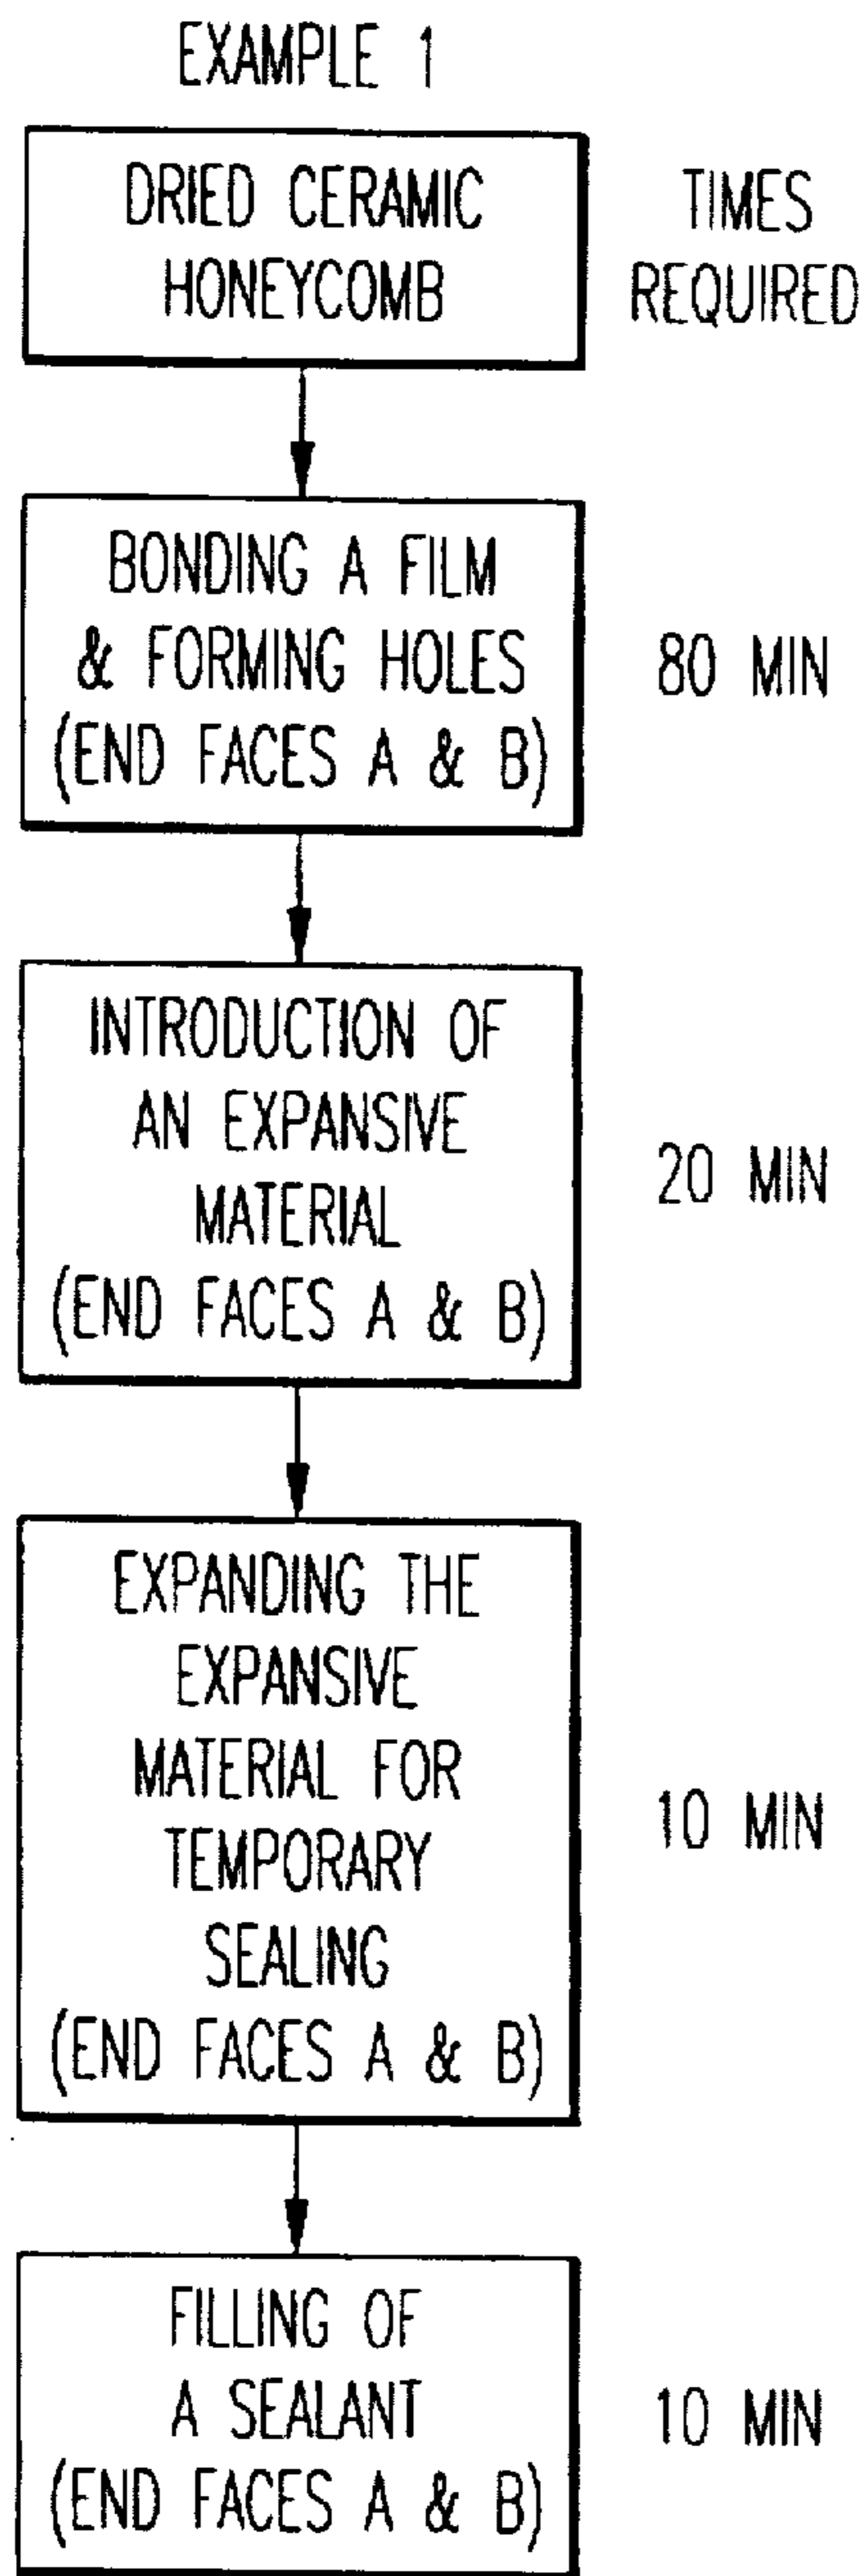 EXAMPLE 1
DRIED CERAMIC
HONEYCOMB
TIMES
REQUIRED
BONDING A FILM
& FORMING HOLES
(END FACES A & B)
80 MIN
INTRODUCTION OF
AN EXPANSIVE
MATERIAL
(END FACES A & B)
20 MIN
EXPANDING THE
EXPANSIVE
MATERIAL FOR
TEMPORARY
SEALING
(END FACES A & B)
10 MIN
FILLING OF
A SEALANT
(END FACES A & B)
10 MIN